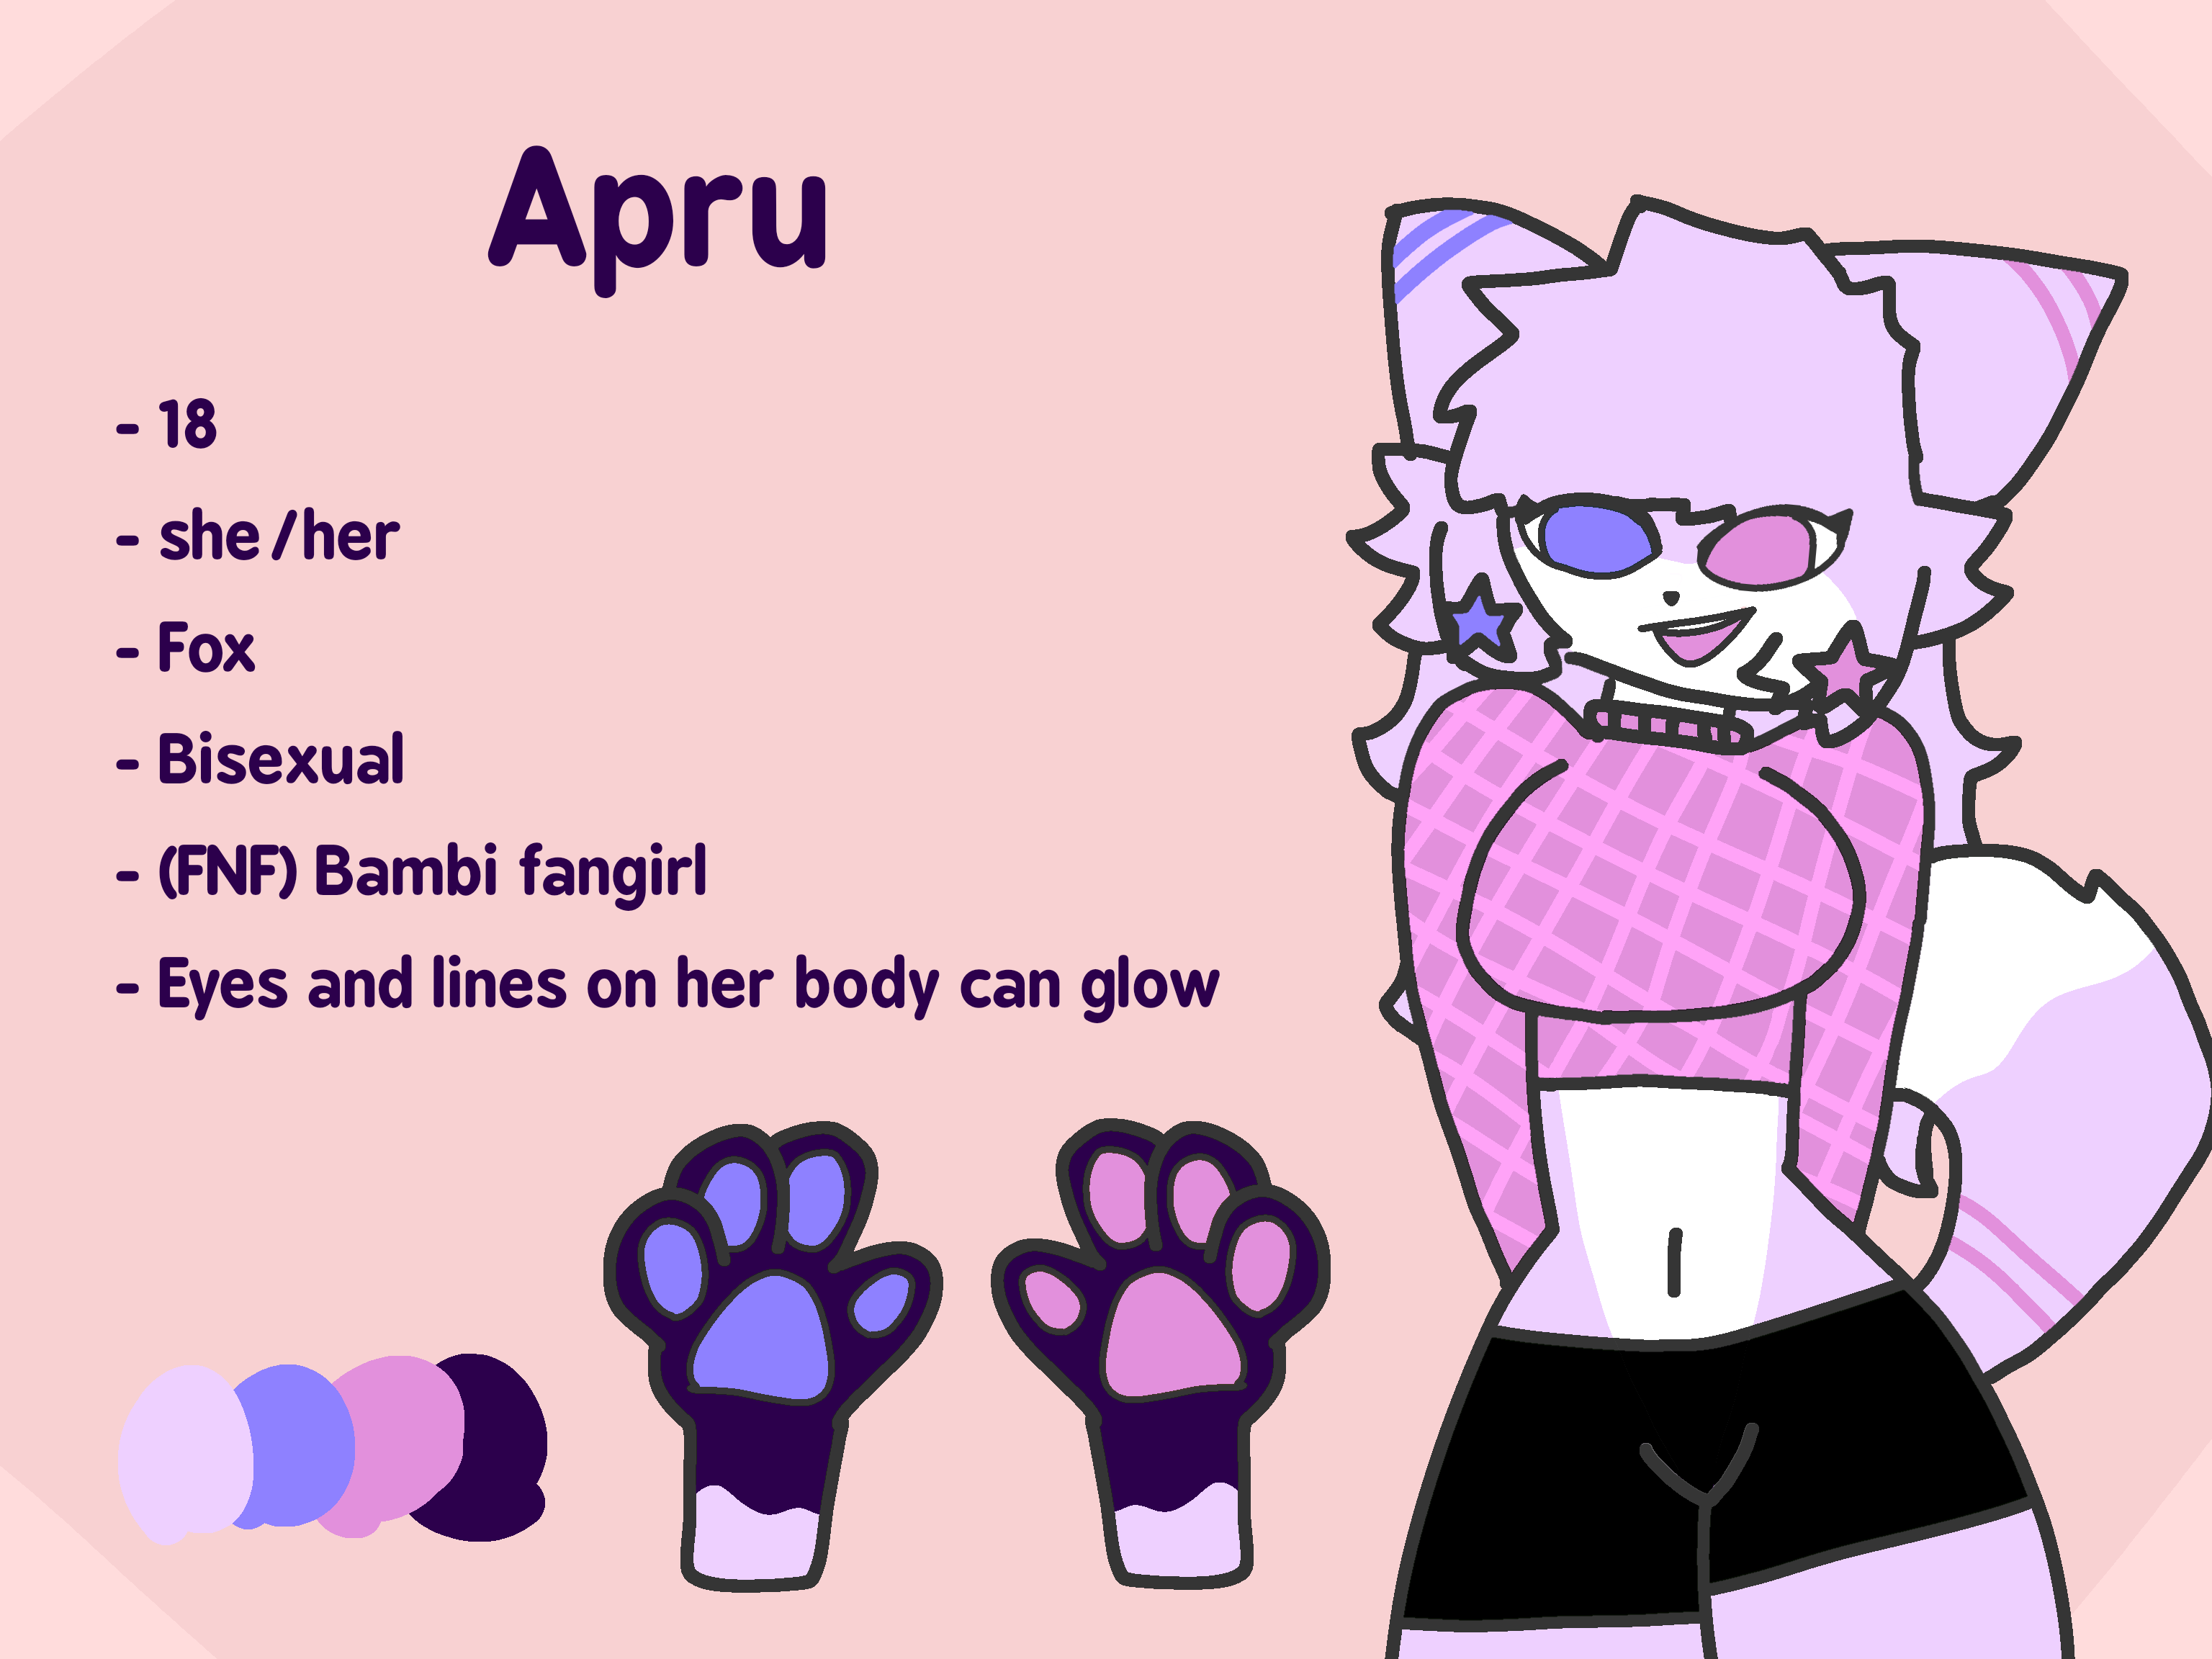 Apru
- 18
- she/her
- Fox
- Bisexual
- (FNF) Bambi fangirl
- Eyes and lines on her body can glow